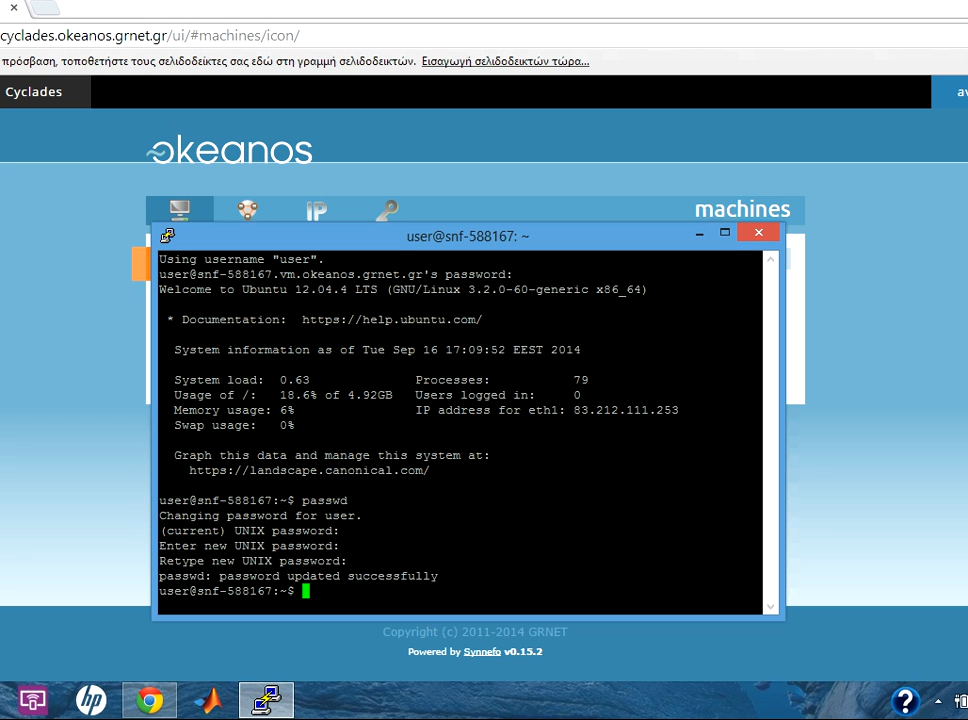 cyclades.okeanos.grnet.gr/ui/#machines/icon/
πρόσβαση, τοποθετήστε τους σελιδοδείκτες σας εδώ στη γραμμή σελιδοδεικτών. Εισαγωγή σελιδοδεικτών τώρα...
Cyclades
okeanos
IP
machines
user@snf-588167: ~
Using username "user".
user@snf-588167.vm.okeanos.grnet.gr's password:
Welcome to Ubuntu 12.04.4 LTS (GNU/Linux 3.2.0-60-generic x86_64)
* Documentation: https://help.ubuntu.com/
System information as of Tue Sep 16 17:09:52 EEST 2014
System load: 0.63 Processes: 79
Usage of /: 18.6% of 4.92GB Users logged in: 0
Memory usage: 6% IP address for eth1: 83.212.111.253
Swap usage: 0%
Graph this data and manage this system at:
https://landscape.canonical.com/
user@snf-588167:~$ passwd
Changing password for user.
(current) UNIX password:
Enter new UNIX password:
Retype new UNIX password:
passwd: password updated successfully
user@snf-588167:~$
Copyright (c) 2011-2014 GRNET
Powered by Synnefo v0.15.2
hp
?